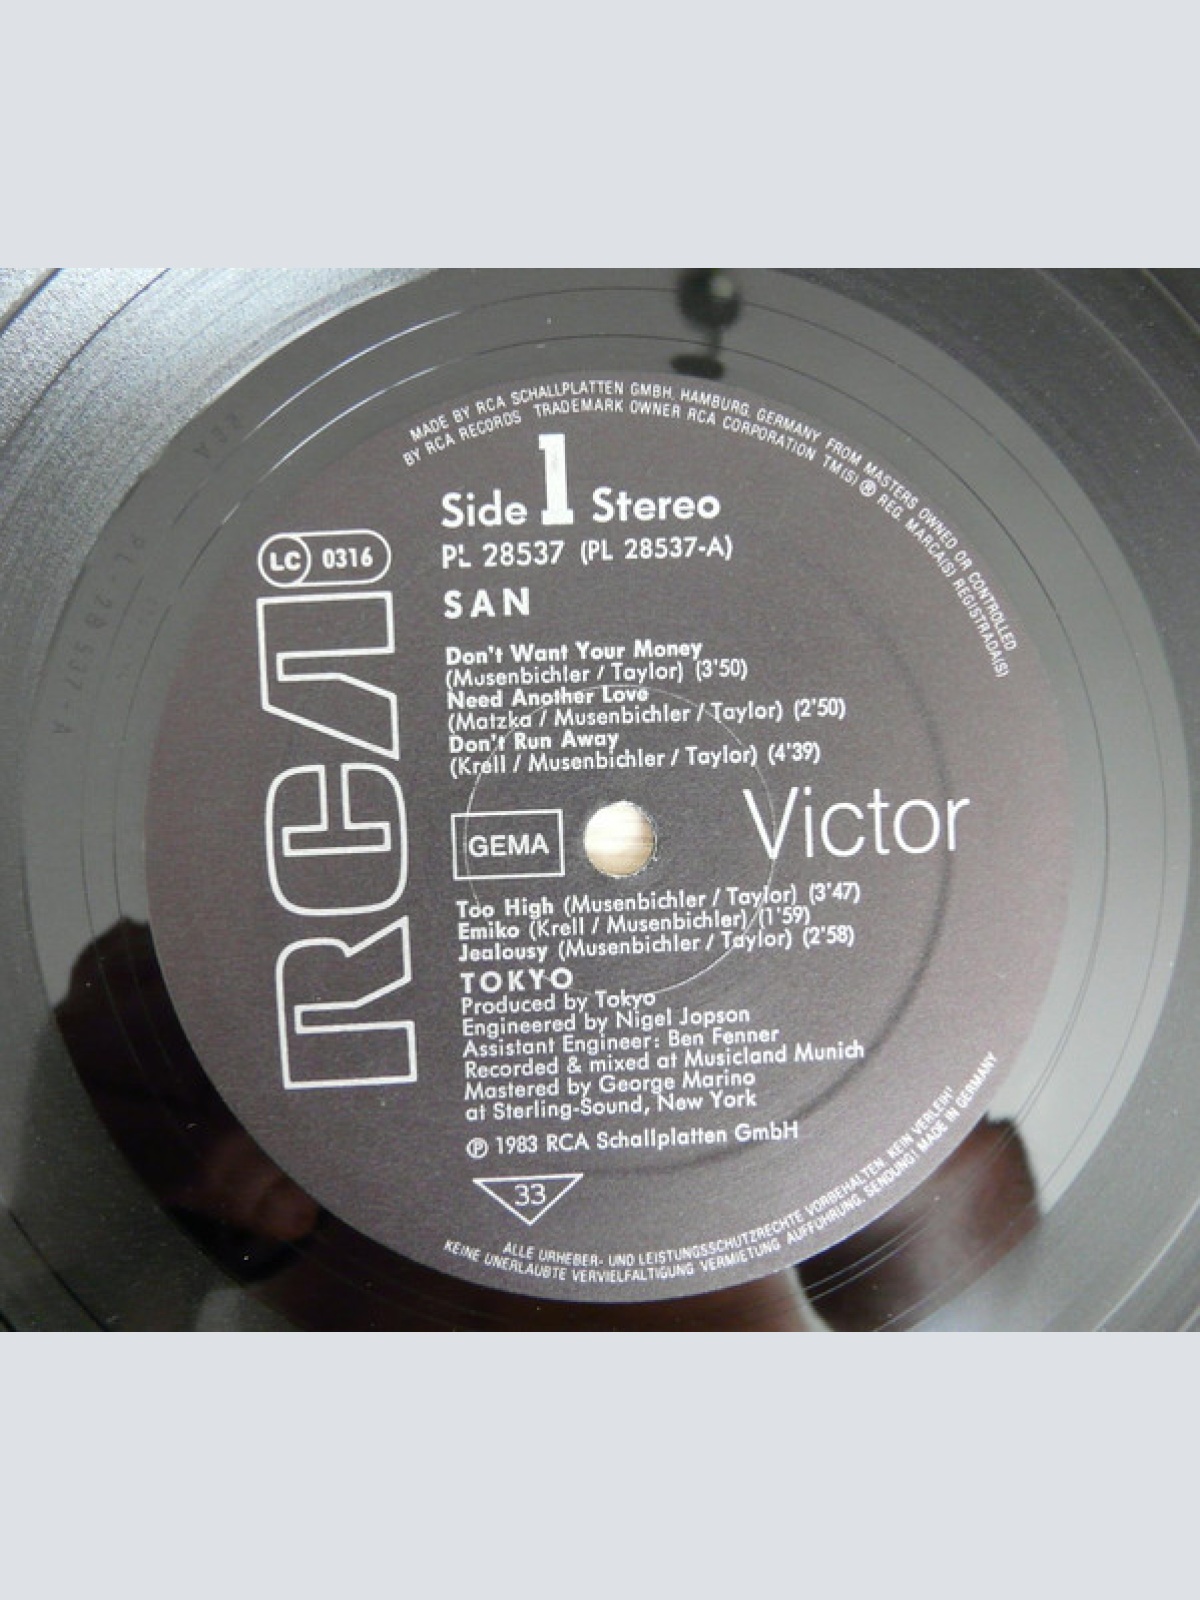 MADE BY RCA SCHALLPLATTEN GMBH, HAMBURG, GERMANY FROM MASTERS OWNED OR CONTROLLED
BY RCA RECORDS TRADEMARK OWNER RCA CORPORATION TM(S) ® REG. MARCA(S) REGISTRADA(S)
Side 1 Stereo
PL 28537 (PL 28537-A)
LC 0316
RCA
SAN
Don't Want Your Money
(Musenbichler / Taylor) (3'50)
Need Another Love
(Matzka / Musenbichler / Taylor) (2'50)
Don't Run Away
(Krell / Musenbichler / Taylor) (4'39)
GEMA
Victor
Too High (Musenbichler / Taylor) (3'47)
Emiko (Krell / Musenbichler) (1'59)
Jealousy (Musenbichler / Taylor) (2'58)
TOKYO
Produced by Tokyo
Engineered by Nigel Jopson
Assistant Engineer: Ben Fenner
Recorded & mixed at Musicland Munich
Mastered by George Marino
at Sterling-Sound, New York
℗ 1983 RCA Schallplatten GmbH
33
ALLE URHEBER- UND LEISTUNGSSCHUTZRECHTE VORBEHALTEN. KEIN VERLEIH!
KEINE UNERLAUBTE VERVIELFALTIGUNG, VERMIETUNG, AUFFÜHRUNG, SENDUNG! MADE IN GERMANY
PL-28537-A